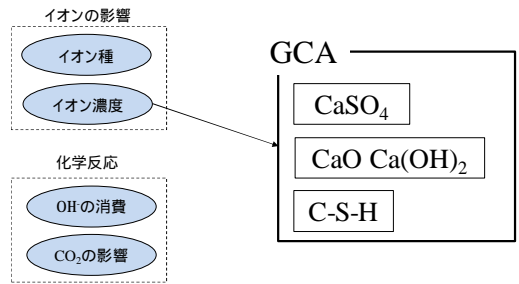 イオンの影響
イオン種
イオン濃度
化学反応
OH⁻の消費
CO₂の影響
GCA
CaSO₄
CaO Ca(OH)₂
C-S-H